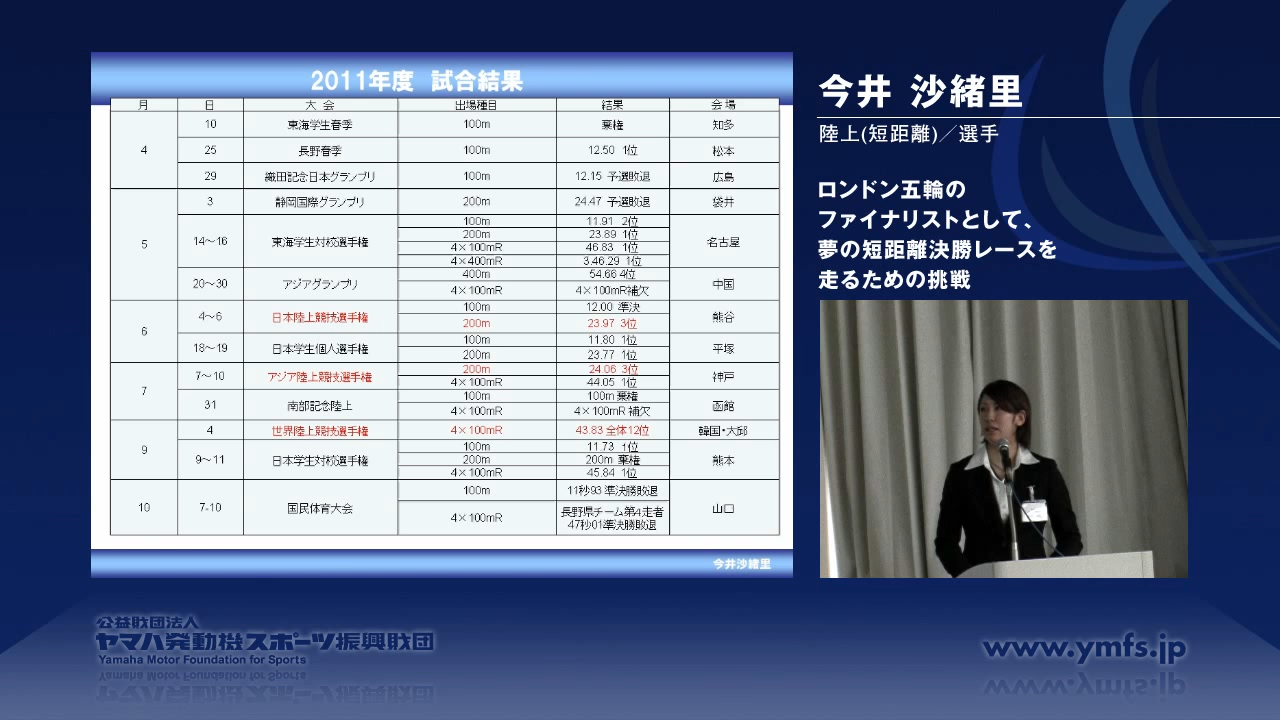 2011年度 試合結果
月 日 大会 出場種目 結果 会場
4 10 東海学生春季 100m 棄権 知多
25 長野春季 100m 12.50 1位 松本
29 織田記念日本グランプリ 100m 12.15 予選敗退 広島
5 3 静岡国際グランプリ 200m 24.47 予選敗退 袋井
14～16 東海学生対校選手権 100m 11.91 2位 名古屋
200m 23.89 1位
4×100mR 46.83 1位
4×400mR 3.46.29 1位
20～30 アジアグランプリ 400m 54.66 4位 中国
4×100mR 4×100mR補欠
6 4～6 日本陸上競技選手権 100m 12.00 準決 熊谷
200m 23.97 3位
18～19 日本学生個人選手権 100m 11.80 1位 平塚
200m 23.77 1位
7 7～10 アジア陸上競技選手権 200m 24.06 3位 神戸
4×100mR 44.05 1位
31 南部記念陸上 100m 100m 棄権 函館
4×100mR 4×100mR 補欠
9 4 世界陸上競技選手権 4×100mR 43.83 全体12位 韓国・大邱
9～11 日本学生対校選手権 100m 11.73 1位 熊本
200m 200m 棄権
4×100mR 45.84 1位
10 7-10 国民体育大会 100m 11秒93 準決勝敗退 山口
4×100mR 長野県チーム第4走者
47秒01準決勝敗退
今井沙緒里
今井 沙緒里
陸上(短距離)／選手
ロンドン五輪の
ファイナリストとして、
夢の短距離決勝レースを
走るための挑戦
公益財団法人
ヤマハ発動機スポーツ振興財団
Yamaha Motor Foundation for Sports
www.ymfs.jp